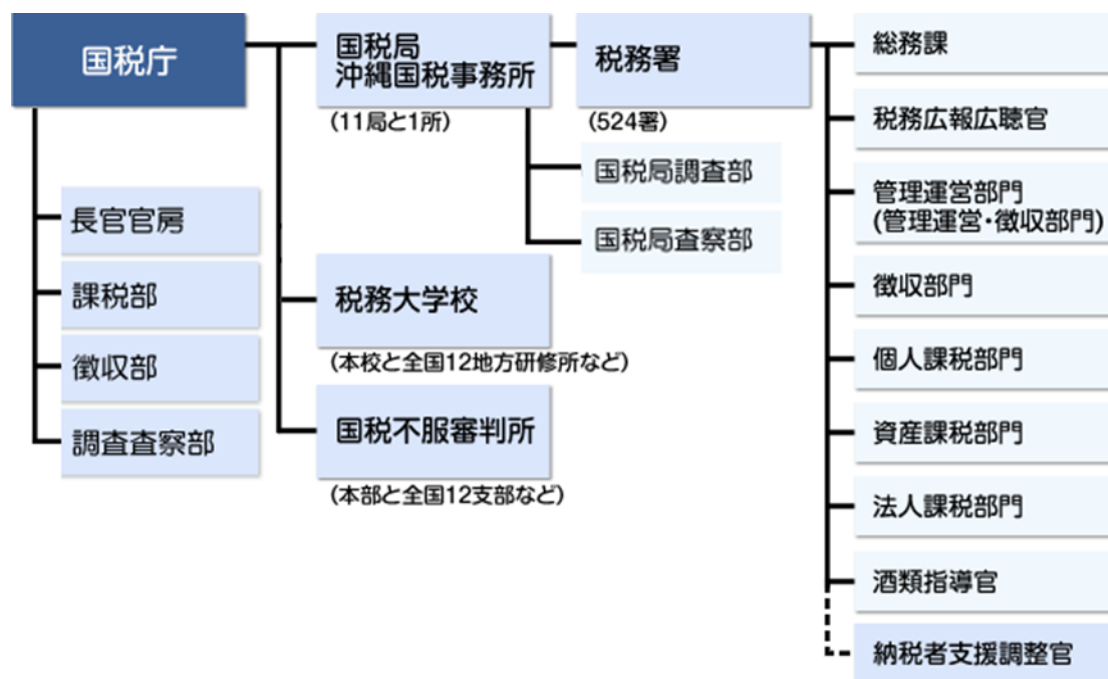 国税庁
長官官房
課税部
徴収部
調査査察部
国税局
沖縄国税事務所
(11局と1所)
税務署
(524署)
国税局調査部
国税局査察部
税務大学校
(本校と全国12地方研修所など)
国税不服審判所
(本部と全国12支部など)
総務課
税務広報広聴官
管理運営部門
(管理運営・徴収部門)
徴収部門
個人課税部門
資産課税部門
法人課税部門
酒類指導官
納税者支援調整官